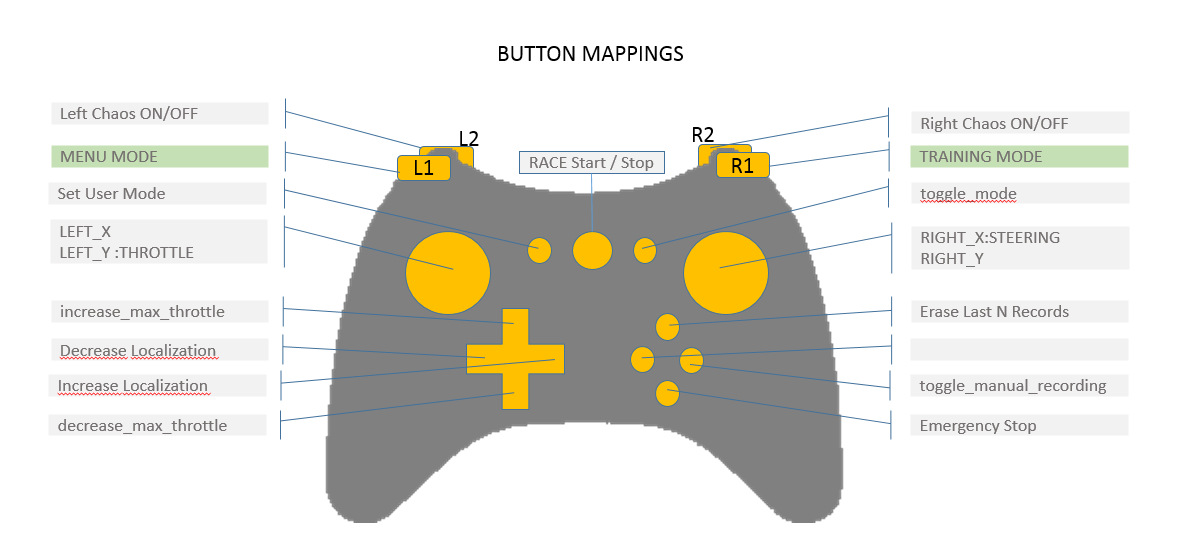 BUTTON MAPPINGS
Left Chaos ON/OFF
MENU MODE
Set User Mode
LEFT_X
LEFT_Y :THROTTLE
increase_max_throttle
Decrease Localization
Increase Localization
decrease_max_throttle
L2
L1
RACE Start / Stop
R2
R1
Right Chaos ON/OFF
TRAINING MODE
toggle_mode
RIGHT_X:STEERING
RIGHT_Y
Erase Last N Records
toggle_manual_recording
Emergency Stop